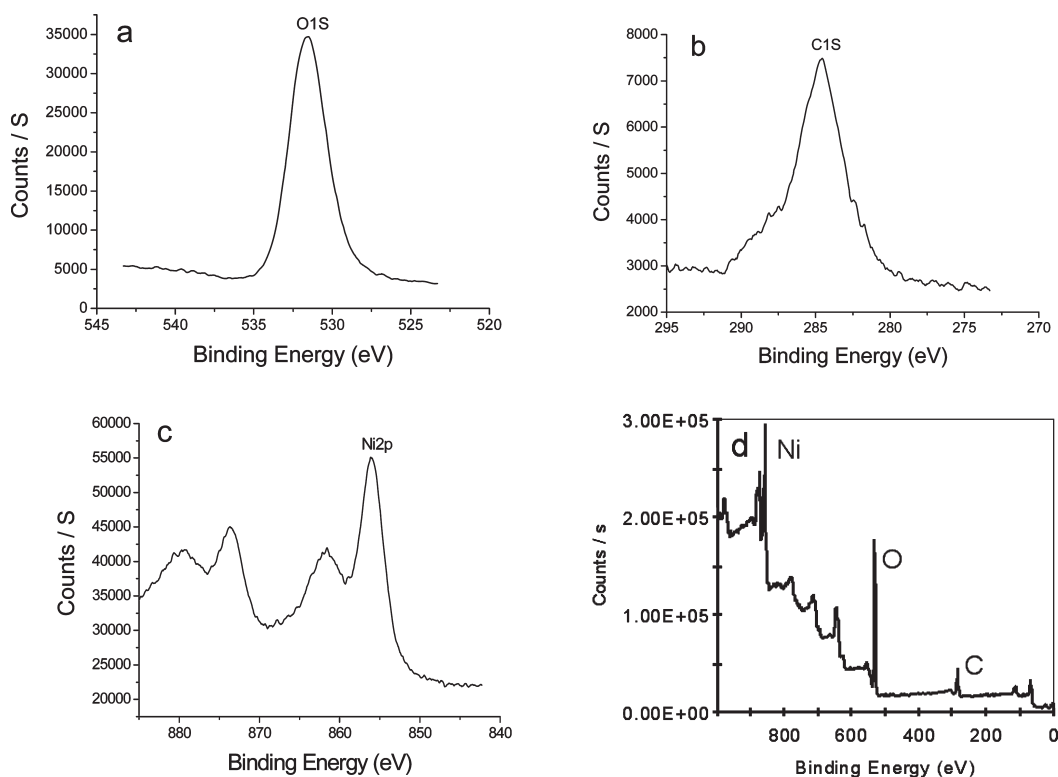 a
O1S
35000
30000
25000
20000
15000
10000
5000
0
Counts / S
545 540 535 530 525 520
Binding Energy (eV)
b
C1S
8000
7000
6000
5000
4000
3000
2000
Counts / S
295 290 285 280 275 270
Binding Energy (eV)
c
Ni2p
60000
55000
50000
45000
40000
35000
30000
25000
20000
Counts / S
880 870 860 850 840
Binding Energy (eV)
d
Ni
O
C
3.00E+05
2.00E+05
1.00E+05
0.00E+00
Counts / s
800 600 400 200 0
Binding Energy (eV)